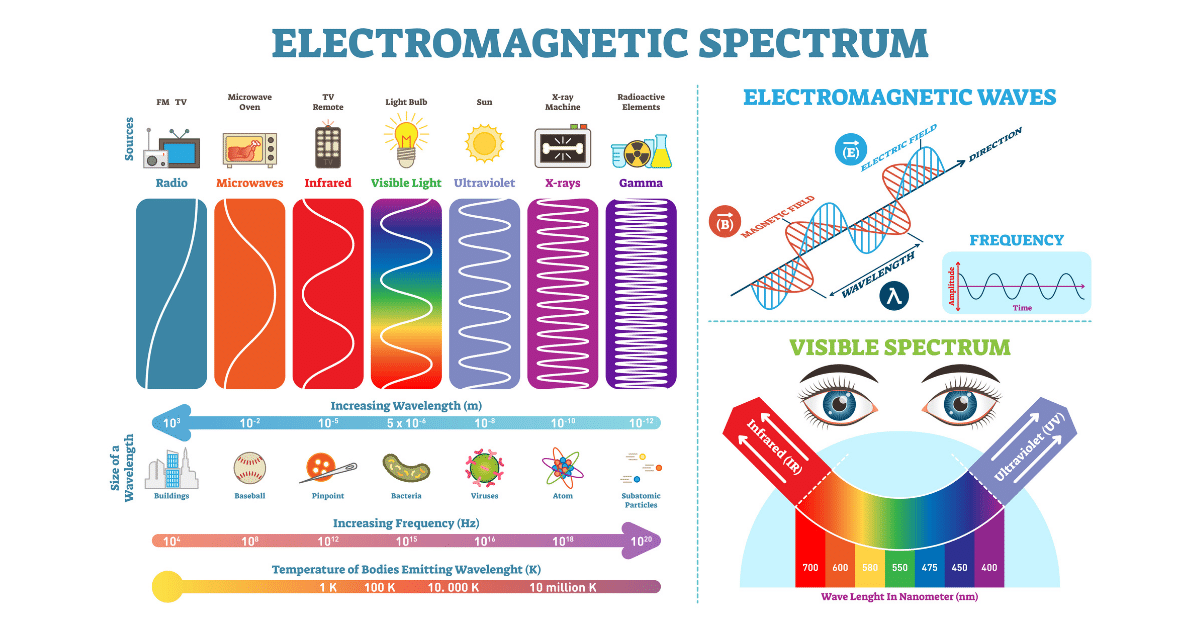 ELECTROMAGNETIC SPECTRUM
Sources
FM TV
Microwave
Oven
TV
Remote
Light Bulb
Sun
X-ray
Machine
Radioactive
Elements
TV
Radio
Microwaves
Infrared
Visible Light
Ultraviolet
X-rays
Gamma
Increasing Wavelength (m)
10³ 10⁻² 10⁻⁵ 5 x 10⁻⁶ 10⁻⁸ 10⁻¹⁰ 10⁻¹²
Size of a
Wavelength
Buildings
Baseball
Pinpoint
Bacteria
Viruses
Atom
Subatomic
Particles
Increasing Frequency (Hz)
10⁴ 10⁸ 10¹² 10¹⁵ 10¹⁶ 10¹⁸ 10²⁰
Temperature of Bodies Emitting Wavelenght (K)
1 K 100 K 10. 000 K 10 million K
ELECTROMAGNETIC WAVES
(E)
ELECTRIC FIELD
DIRECTION
(B)
MAGNETIC FIELD
WAVELENGTH
λ
FREQUENCY
Amplitude
Time
VISIBLE SPECTRUM
Infrared (IR)
Ultraviolet (UV)
700 600 580 550 475 450 400
Wave Lenght In Nanometer (nm)